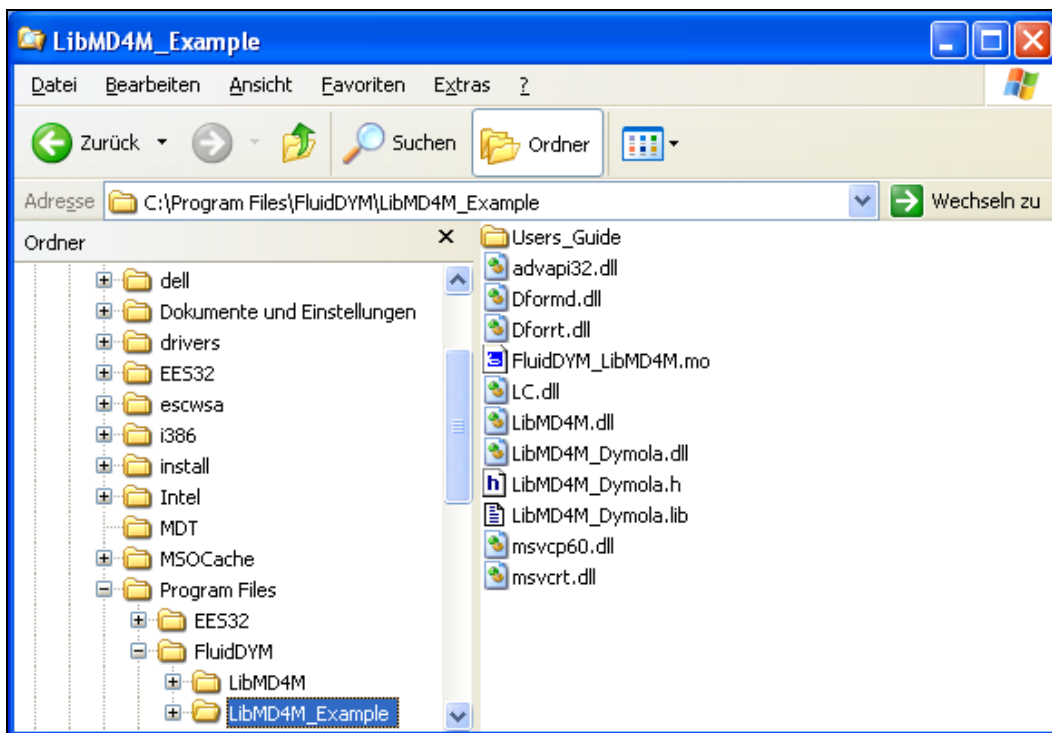 LibMD4M_Example
Datei Bearbeiten Ansicht Favoriten Extras ?
Zurück Suchen Ordner
Adresse C:\Program Files\FluidDYM\LibMD4M_Example Wechseln zu
Ordner
dell
Dokumente und Einstellungen
drivers
EES32
escwsa
i386
install
Intel
MDT
MSOCache
Program Files
EES32
FluidDYM
LibMD4M
LibMD4M_Example
Users_Guide
advapi32.dll
Dformd.dll
Dforrt.dll
FluidDYM_LibMD4M.mo
LC.dll
LibMD4M.dll
LibMD4M_Dymola.dll
LibMD4M_Dymola.h
LibMD4M_Dymola.lib
msvcp60.dll
msvcrt.dll